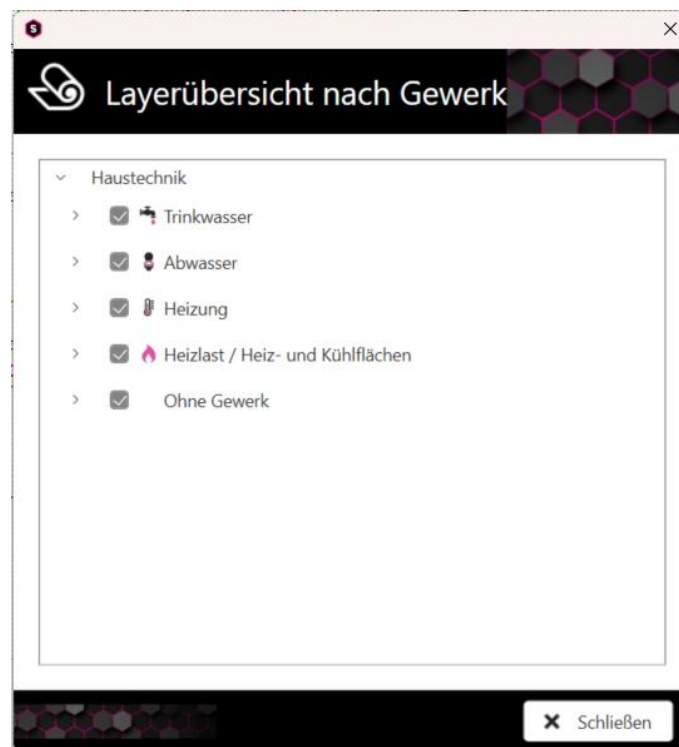 S
Layerübersicht nach Gewerk
Haustechnik
Trinkwasser
Abwasser
Heizung
Heizlast / Heiz- und Kühlflächen
Ohne Gewerk
Schließen